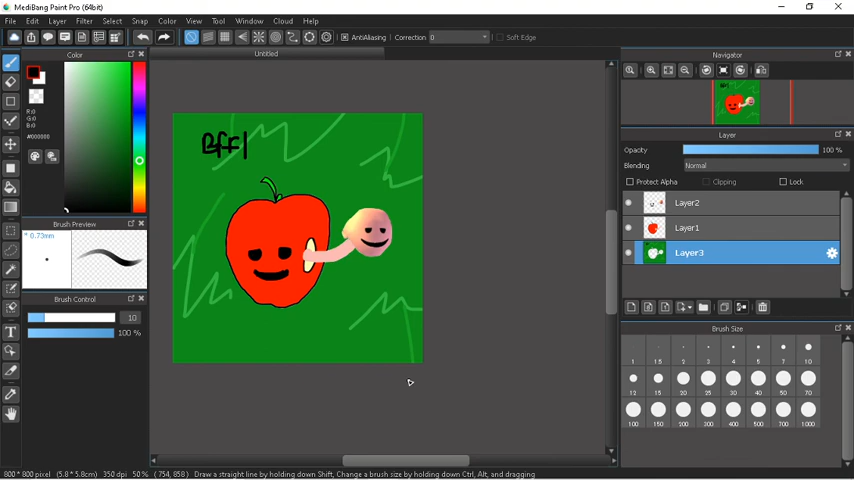 MediBang Paint Pro (64bit)
File Edit Layer Filter Select Snap Color View Tool Window Cloud Help
AntiAliasing Correction 0 Soft Edge
Color
Untitled
Navigator
R:0
G:0
B:0
#000000
Bff
Layer
Opacity 100 %
Blending Normal
Protect Alpha Clipping Lock
Layer2
Layer1
Layer3
Brush Preview
* 0.73mm
Brush Control
10
100 %
Brush Size
1 1.5 2 3 4 5 7 10
12 15 20 30 40 50 70
100 150 200 300 400 500 700 1000
800 * 800 pixel (5.8 * 5.8cm) 350 dpi 50 % ( 754, 858 ) Draw a straight line by holding down Shift, Change a brush size by holding down Ctrl, Alt, and dragging